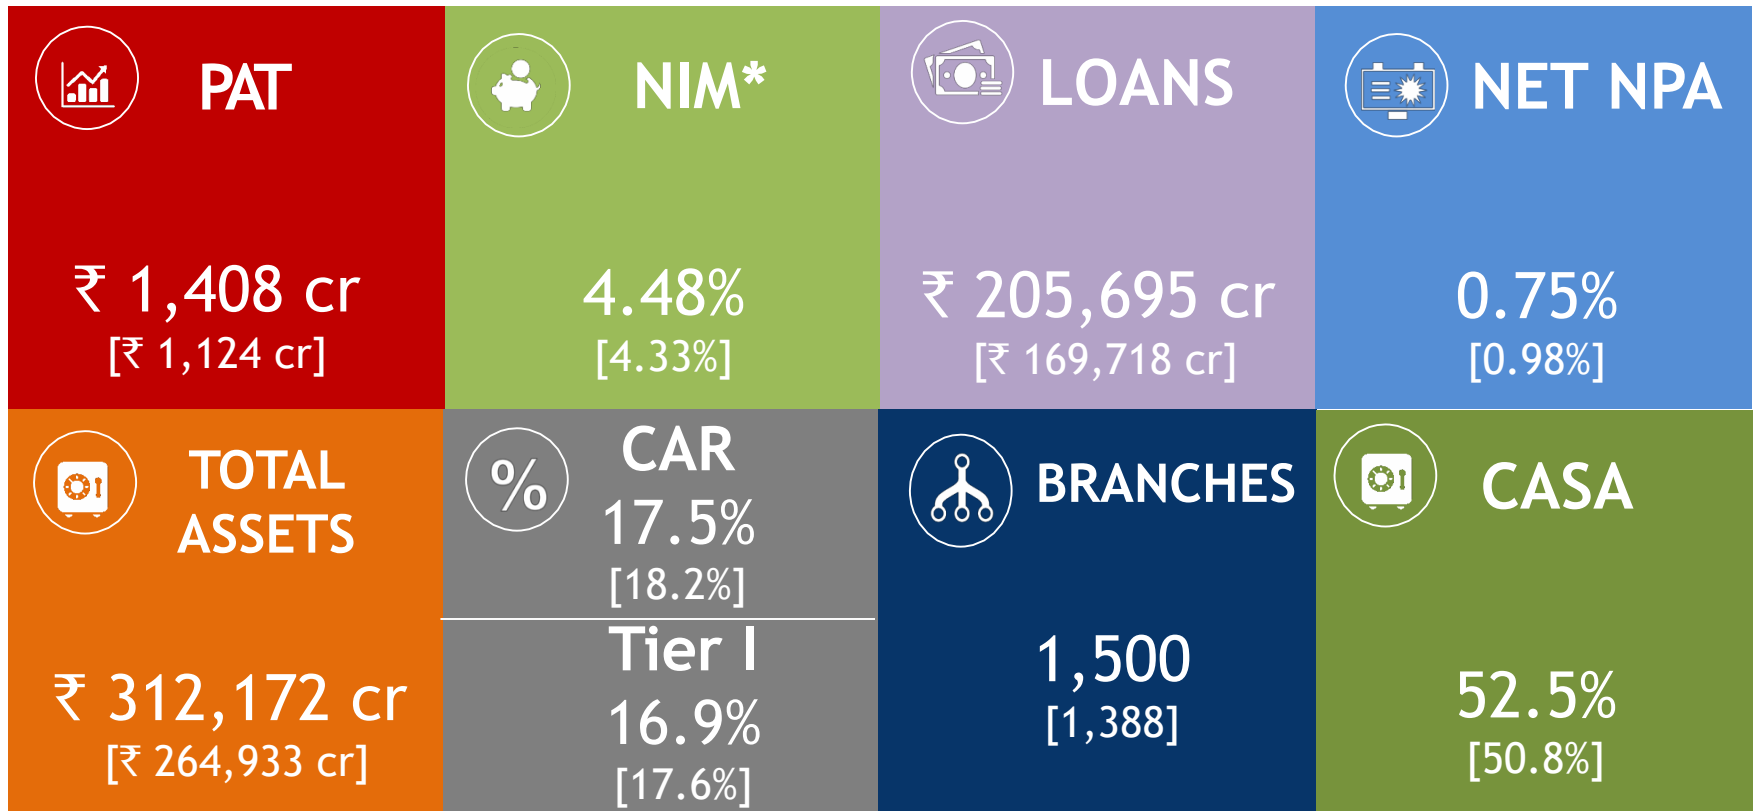 PAT
₹ 1,408 cr
[₹ 1,124 cr]
NIM*
4.48%
[4.33%]
LOANS
₹ 205,695 cr
[₹ 169,718 cr]
NET NPA
0.75%
[0.98%]
TOTAL
ASSETS
₹ 312,172 cr
[₹ 264,933 cr]
%
CAR
17.5%
[18.2%]
Tier I
16.9%
[17.6%]
BRANCHES
1,500
[1,388]
CASA
52.5%
[50.8%]